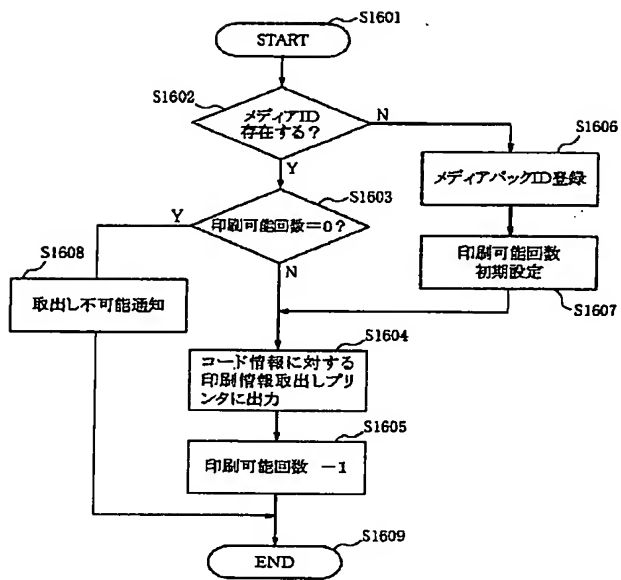 S1601
START
S1602
メディアID
存在する？
N
Y
S1606
メディアパックID登録
S1603
印刷可能回数＝0？
Y
N
S1608
取出し不可能通知
印刷可能回数
初期設定
S1607
S1604
コード情報に対する
印刷情報取出しプリ
ンタに出力
S1605
印刷可能回数 －1
S1609
END